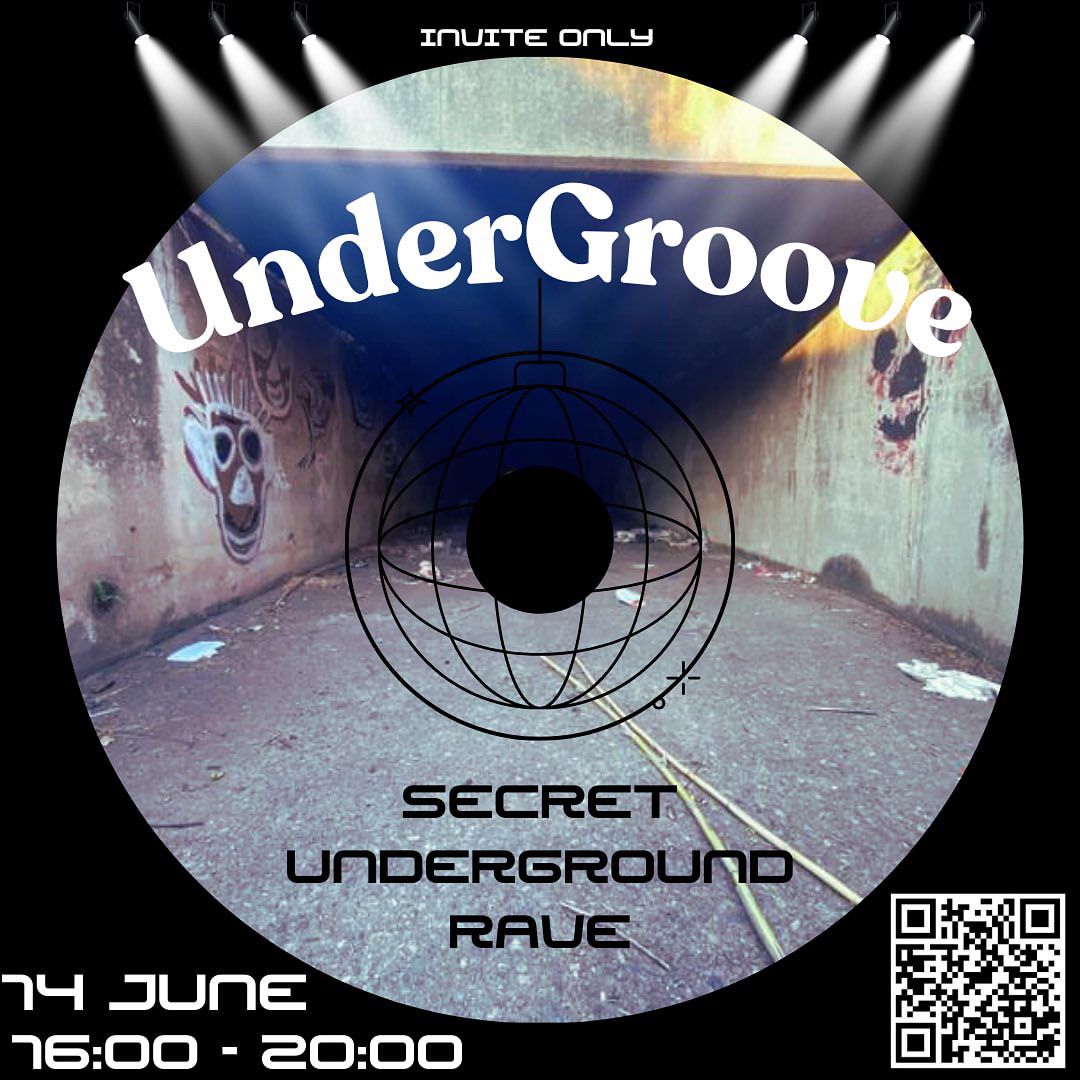 INVITE ONLY
UnderGroove
SECRET
UNDERGROUND
RAVE
14 JUNE
16:00 - 20:00